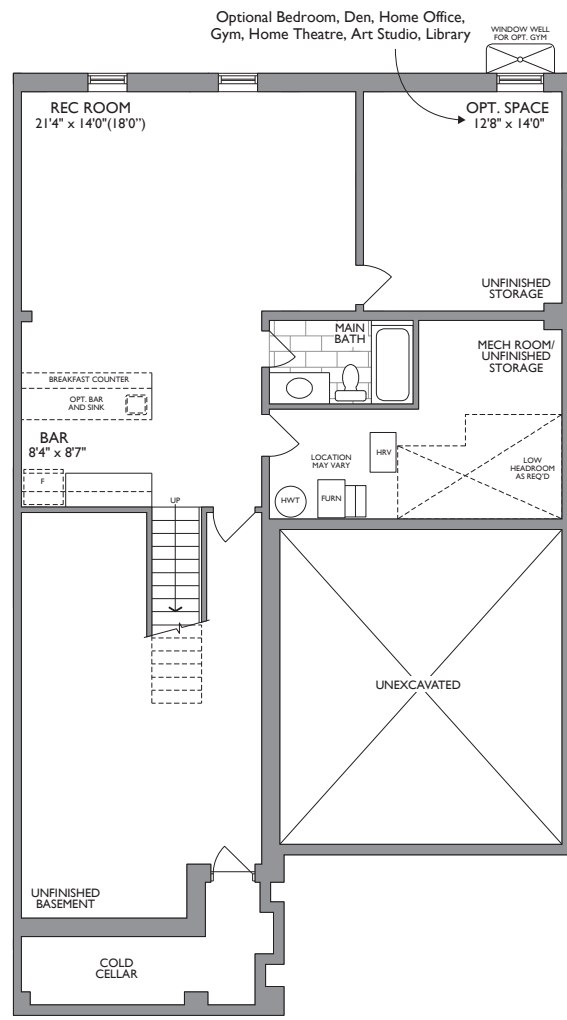 Optional Bedroom, Den, Home Office,
Gym, Home Theatre, Art Studio, Library
WINDOW WELL
FOR OPT. GYM
REC ROOM
21'4" x 14'0"(18'0")
OPT. SPACE
12'8" x 14'0"
UNFINISHED
STORAGE
MAIN
BATH
MECH ROOM/
UNFINISHED
STORAGE
BREAKFAST COUNTER
OPT. BAR
AND SINK
BAR
8'4" x 8'7"
F
LOCATION
MAY VARY
HRV
LOW
HEADROOM
AS REQ'D
HWT
FURN
UP
UNEXCAVATED
UNFINISHED
BASEMENT
COLD
CELLAR